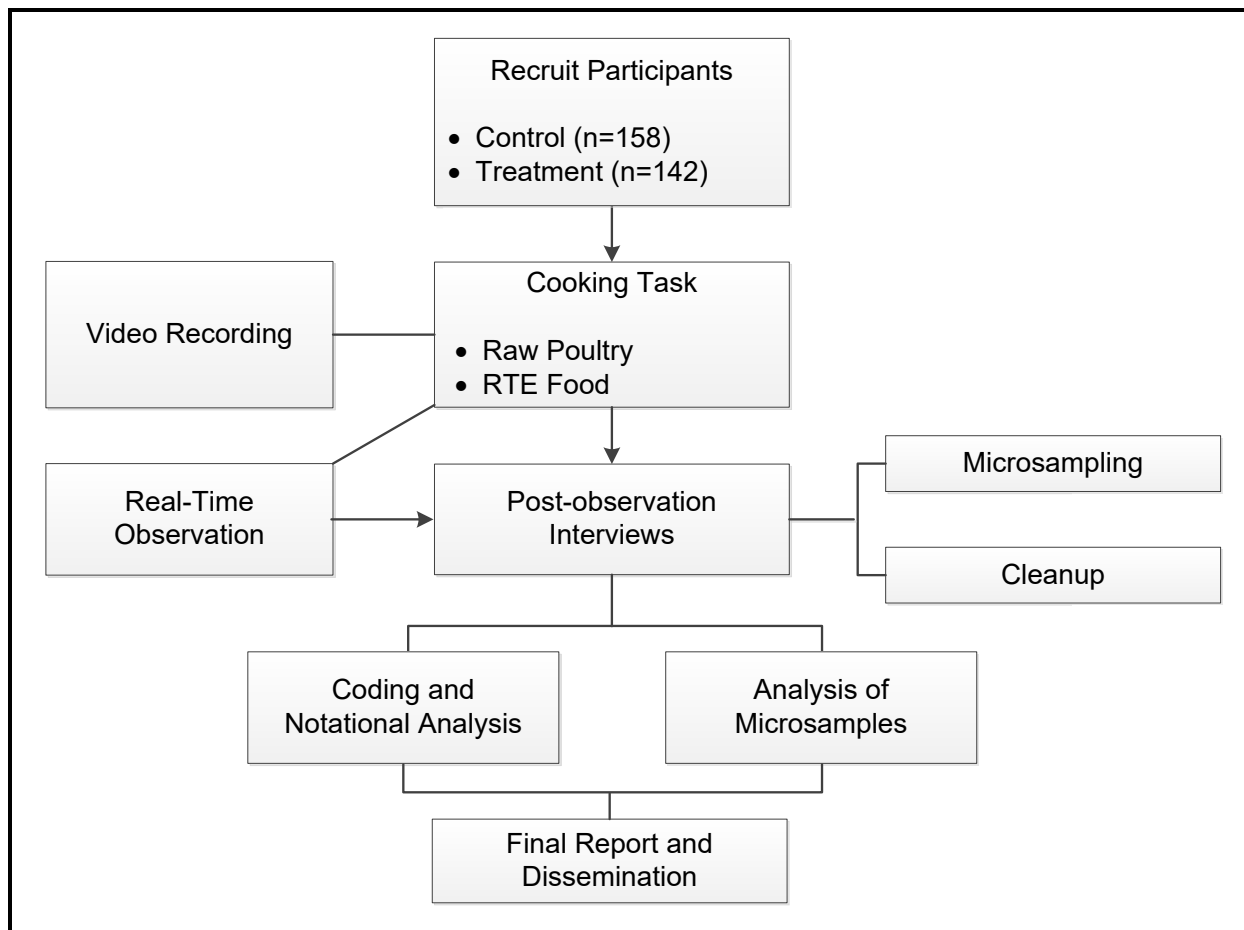 Recruit Participants
• Control (n=158)
• Treatment (n=142)
Video Recording
Cooking Task
• Raw Poultry
• RTE Food
Real-Time
Observation
Post-observation
Interviews
Microsampling
Cleanup
Coding and
Notational Analysis
Analysis of
Microsamples
Final Report and
Dissemination